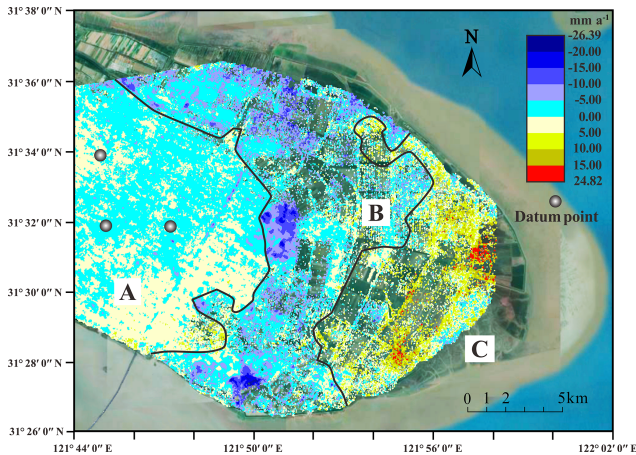 31° 38′ 0″ N
31° 36′ 0″ N
31° 34′ 0″ N
31° 32′ 0″ N
31° 30′ 0″ N
31° 28′ 0″ N
31° 26′ 0″ N
121° 44′ 0″ E
121° 50′ 0″ E
121° 56′ 0″ E
122° 02′ 0″ E
N
mm a⁻¹
-26.39
-20.00
-10.00
-5.00
0.00
5.00
10.00
15.00
24.82
Datum point
A
B
C
0 1 2 5km